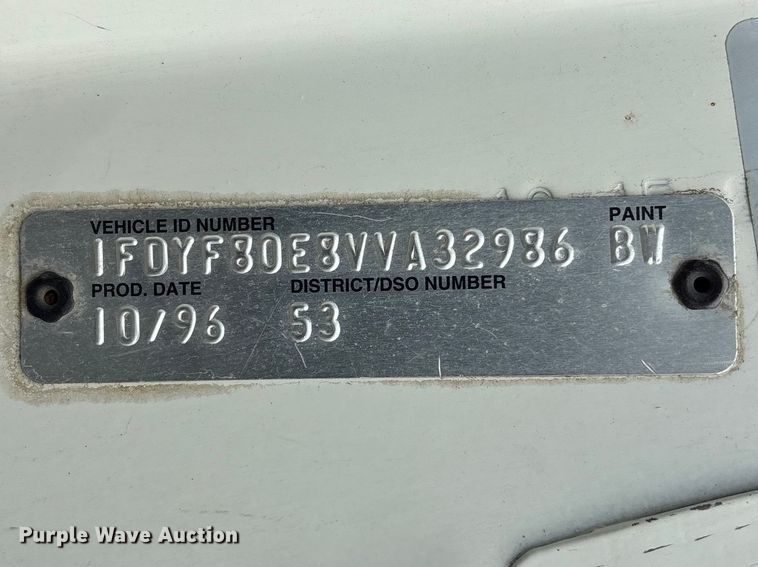 VEHICLE ID NUMBER PAINT
1FDYF80E8VVA32986 BW
PROD. DATE DISTRICT/DSO NUMBER
10/96 53
Purple Wave Auction